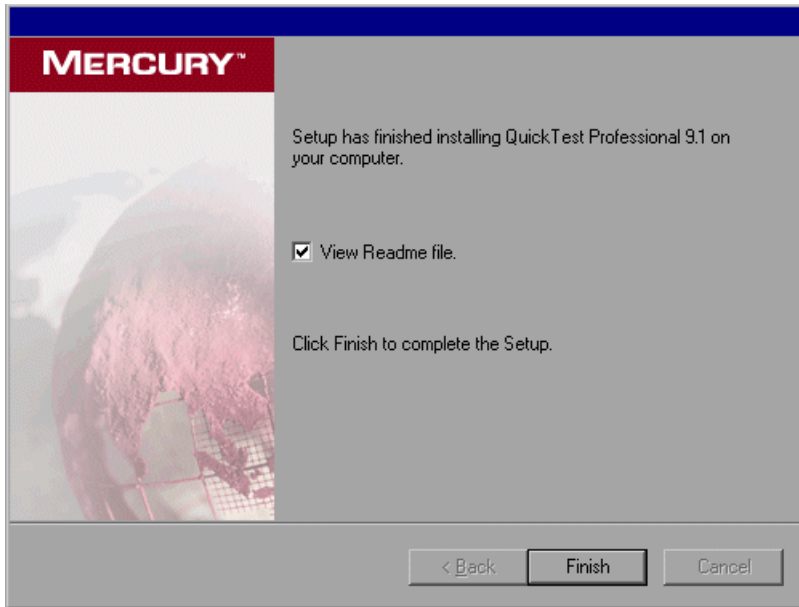 MERCURY™
Setup has finished installing QuickTest Professional 9.1 on
your computer.
View Readme file.
Click Finish to complete the Setup.
< Back
Finish
Cancel